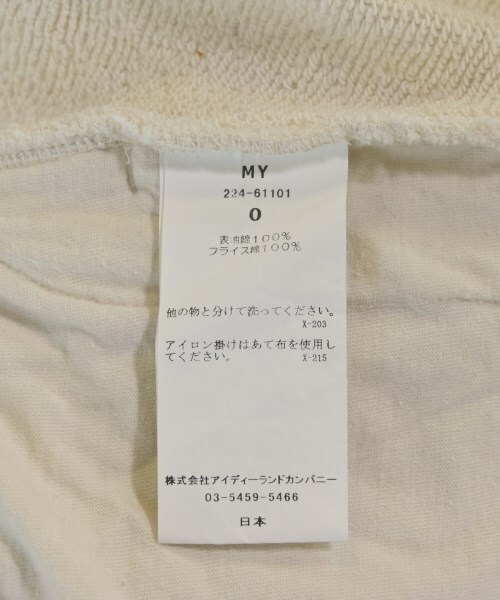 MY
224-61101
0
表地綿100%
フライス綿100%
他の物と分けて洗ってください。
X-203
アイロン掛けはあて布を使用し
てください。 X-215
株式会社アイディーランドカンパニー
03-5459-5466
日本